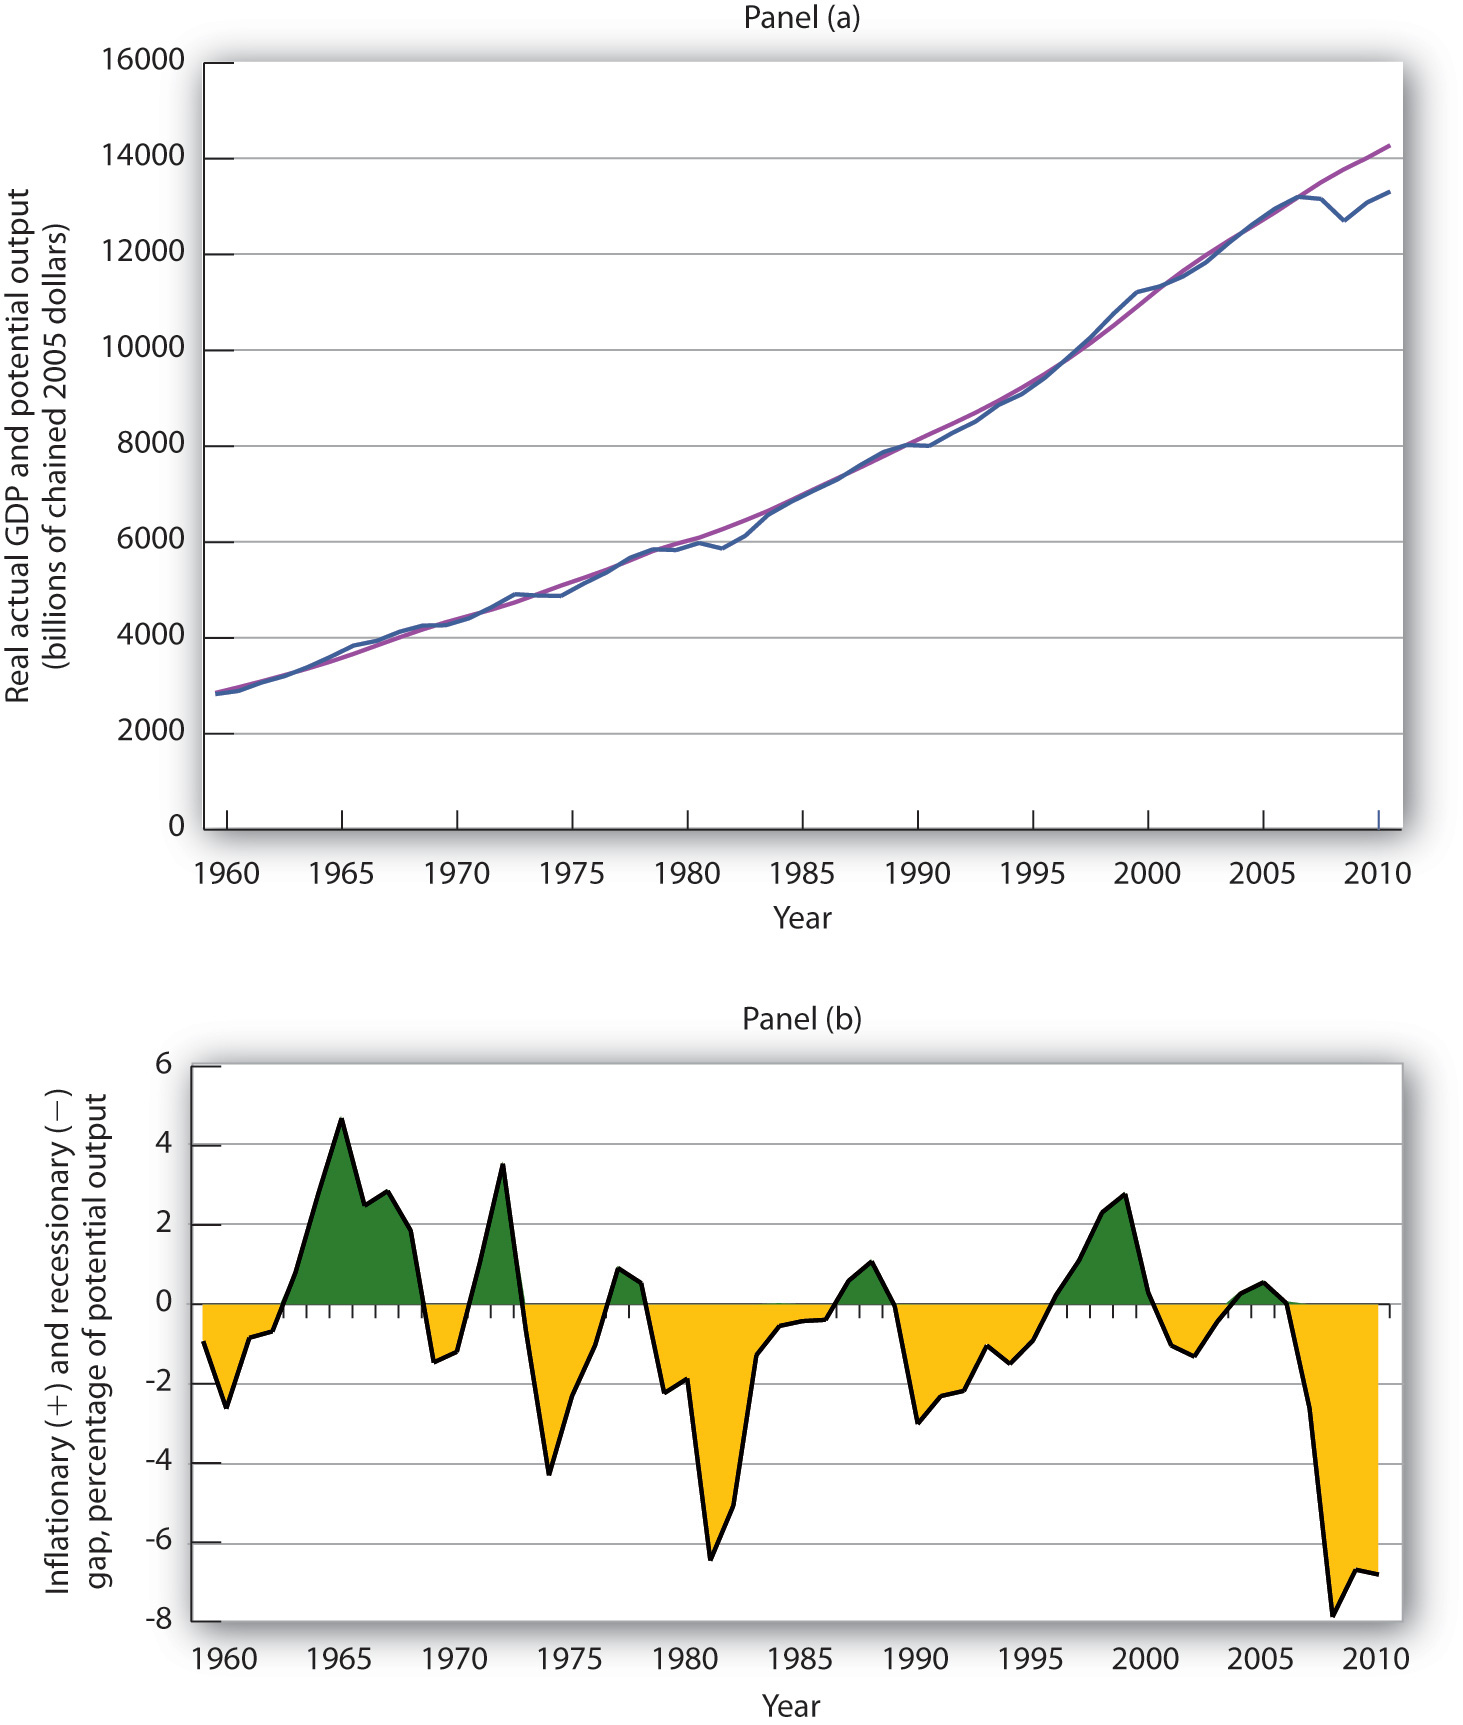 Panel (a)
16000
14000
12000
10000
8000
6000
4000
2000
0
Real actual GDP and potential output
(billions of chained 2005 dollars)
1960 1965 1970 1975 1980 1985 1990 1995 2000 2005 2010
Year
Panel (b)
6
4
2
0
-2
-4
-6
-8
Inflationary (+) and recessionary (−)
gap, percentage of potential output
1960 1965 1970 1975 1980 1985 1990 1995 2000 2005 2010
Year